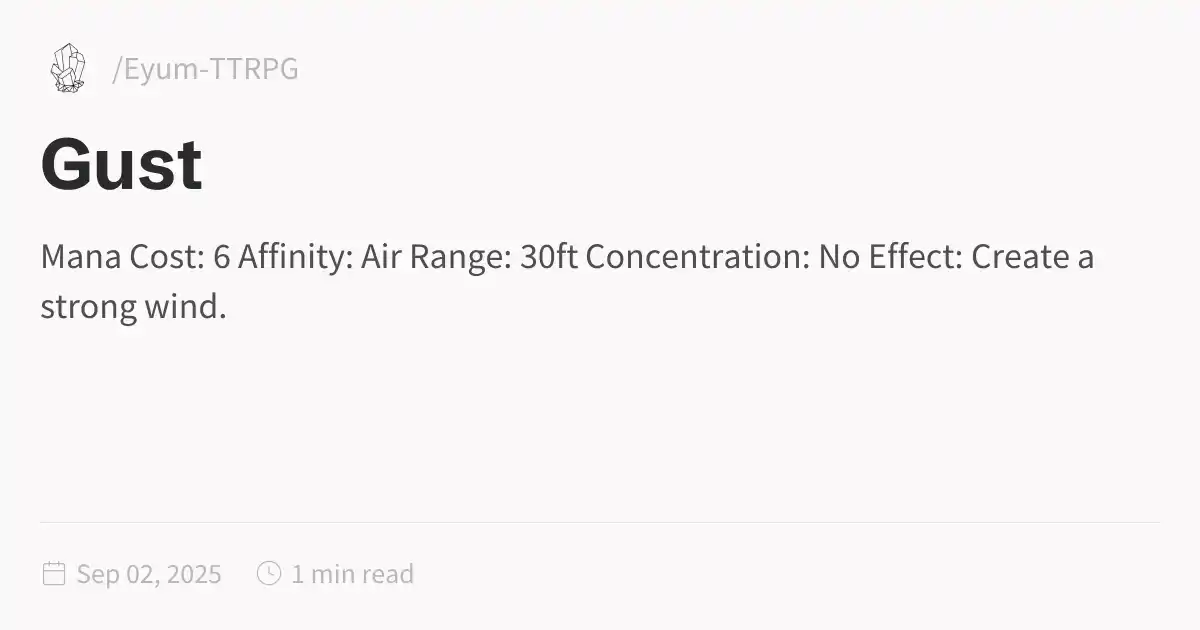 /Eyum-TTRPG
Gust
Mana Cost: 6 Affinity: Air Range: 30ft Concentration: No Effect: Create a
strong wind.
Sep 02, 2025 1 min read